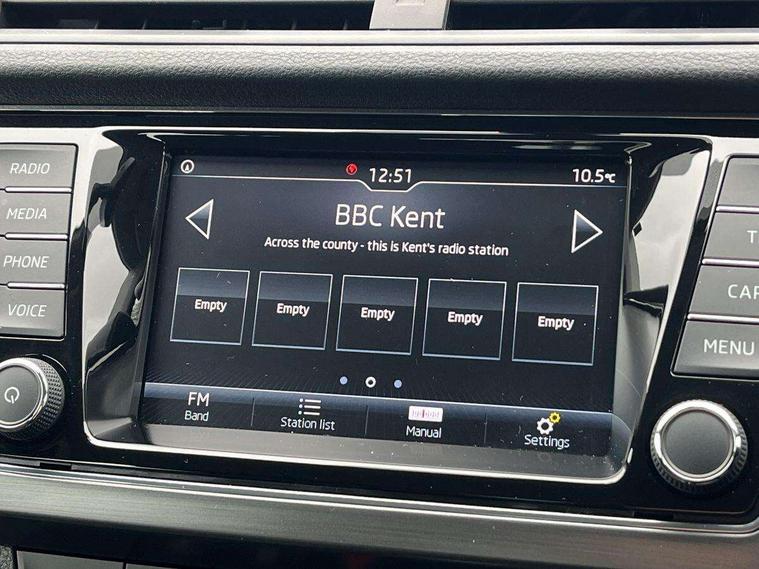 RADIO
MEDIA
PHONE
VOICE
12:51
10.5°C
BBC Kent
Across the county - this is Kent's radio station
Empty
Empty
Empty
Empty
Empty
FM
Band
Station list
Manual
Settings
MENU